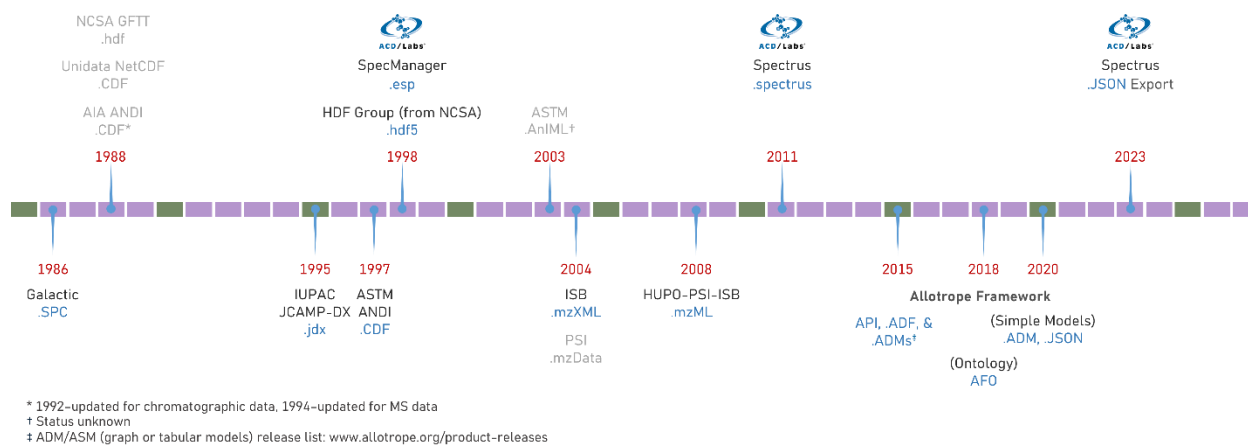 NCSA GFTT
.hdf
Unidata NetCDF
.CDF
AIA ANDI
.CDF*
1988
ACD/Labs®
SpecManager
.esp
HDF Group (from NCSA)
.hdf5
1998
ASTM
.AnIML†
2003
ACD/Labs®
Spectrus
.spectrus
2011
ACD/Labs®
Spectrus
.JSON Export
2023
1986
Galactic
.SPC
1995
IUPAC
JCAMP-DX
.jdx
1997
ASTM
ANDI
.CDF
2004
ISB
.mzXML
PSI
.mzData
2008
HUPO-PSI-ISB
.mzML
2015
2018
2020
Allotrope Framework
API, .ADF, &
.ADMs‡
(Simple Models)
.ADM, .JSON
(Ontology)
AFO
* 1992-updated for chromatographic data, 1994-updated for MS data
† Status unknown
‡ ADM/ASM (graph or tabular models) release list: www.allotrope.org/product-releases